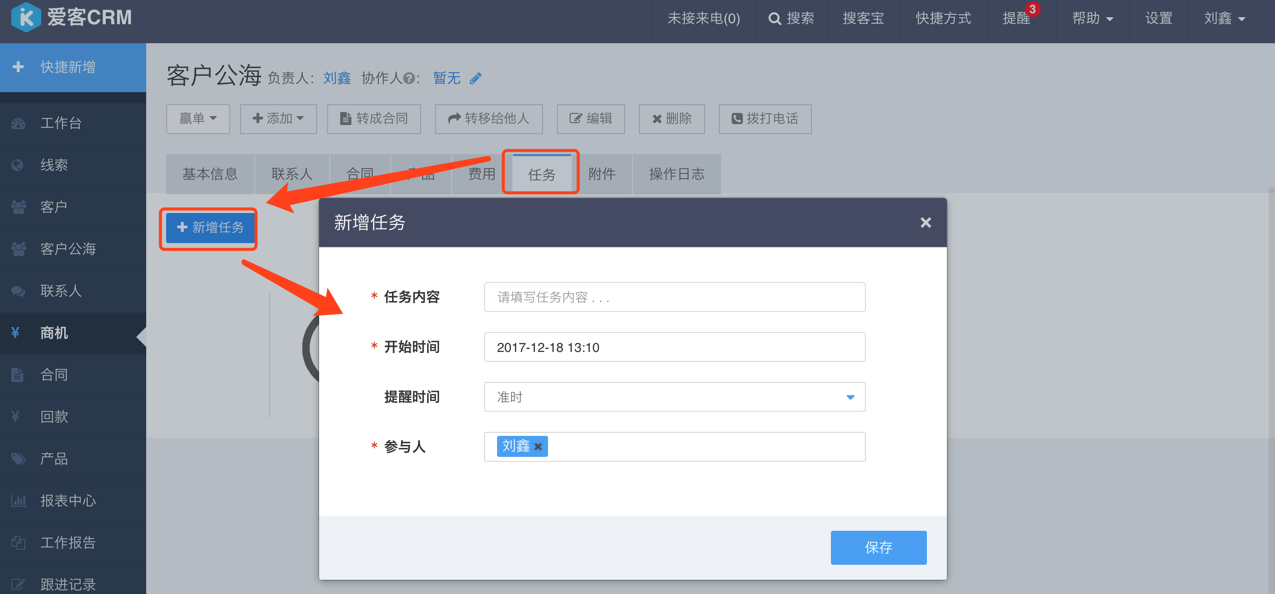 爱客CRM
未接来电(0)
搜索
搜客宝
快捷方式
提醒
3
帮助
设置
刘鑫
快捷新增
工作台
线索
客户
客户公海
联系人
¥ 商机
合同
¥ 回款
产品
报表中心
工作报告
跟进记录
客户公海 负责人: 刘鑫 协作人?: 暂无
赢单
添加
转成合同
转移给他人
编辑
删除
拨打电话
基本信息
联系人
合同
产品
费用
任务
附件
操作日志
新增任务
新增任务
* 任务内容
请填写任务内容 . . .
* 开始时间
2017-12-18 13:10
提醒时间
准时
* 参与人
刘鑫
保存